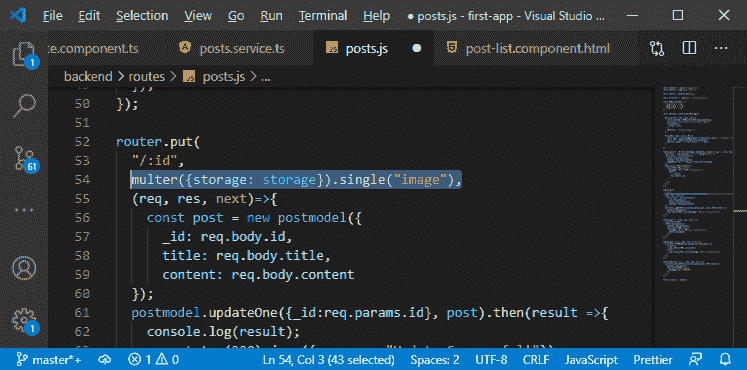 File Edit Selection View Go Run Terminal Help ● posts.js - first-app - Visual Studio ...
te.component.ts posts.service.ts JS posts.js ● post-list.component.html ...
backend > routes > JS posts.js > ...
50 });
51
52 router.put(
53 "/:id",
54 multer({storage: storage}).single("image"),
55 (req, res, next)=>{
56 const post = new postmodel({
57 _id: req.body.id,
58 title: req.body.title,
59 content: req.body.content
60 });
61 postmodel.updateOne({_id:req.params.id}, post).then(result =>{
62 console.log(result);
1
61
1
master*+ 1 0 Ln 54, Col 3 (43 selected) Spaces: 2 UTF-8 CRLF JavaScript Prettier